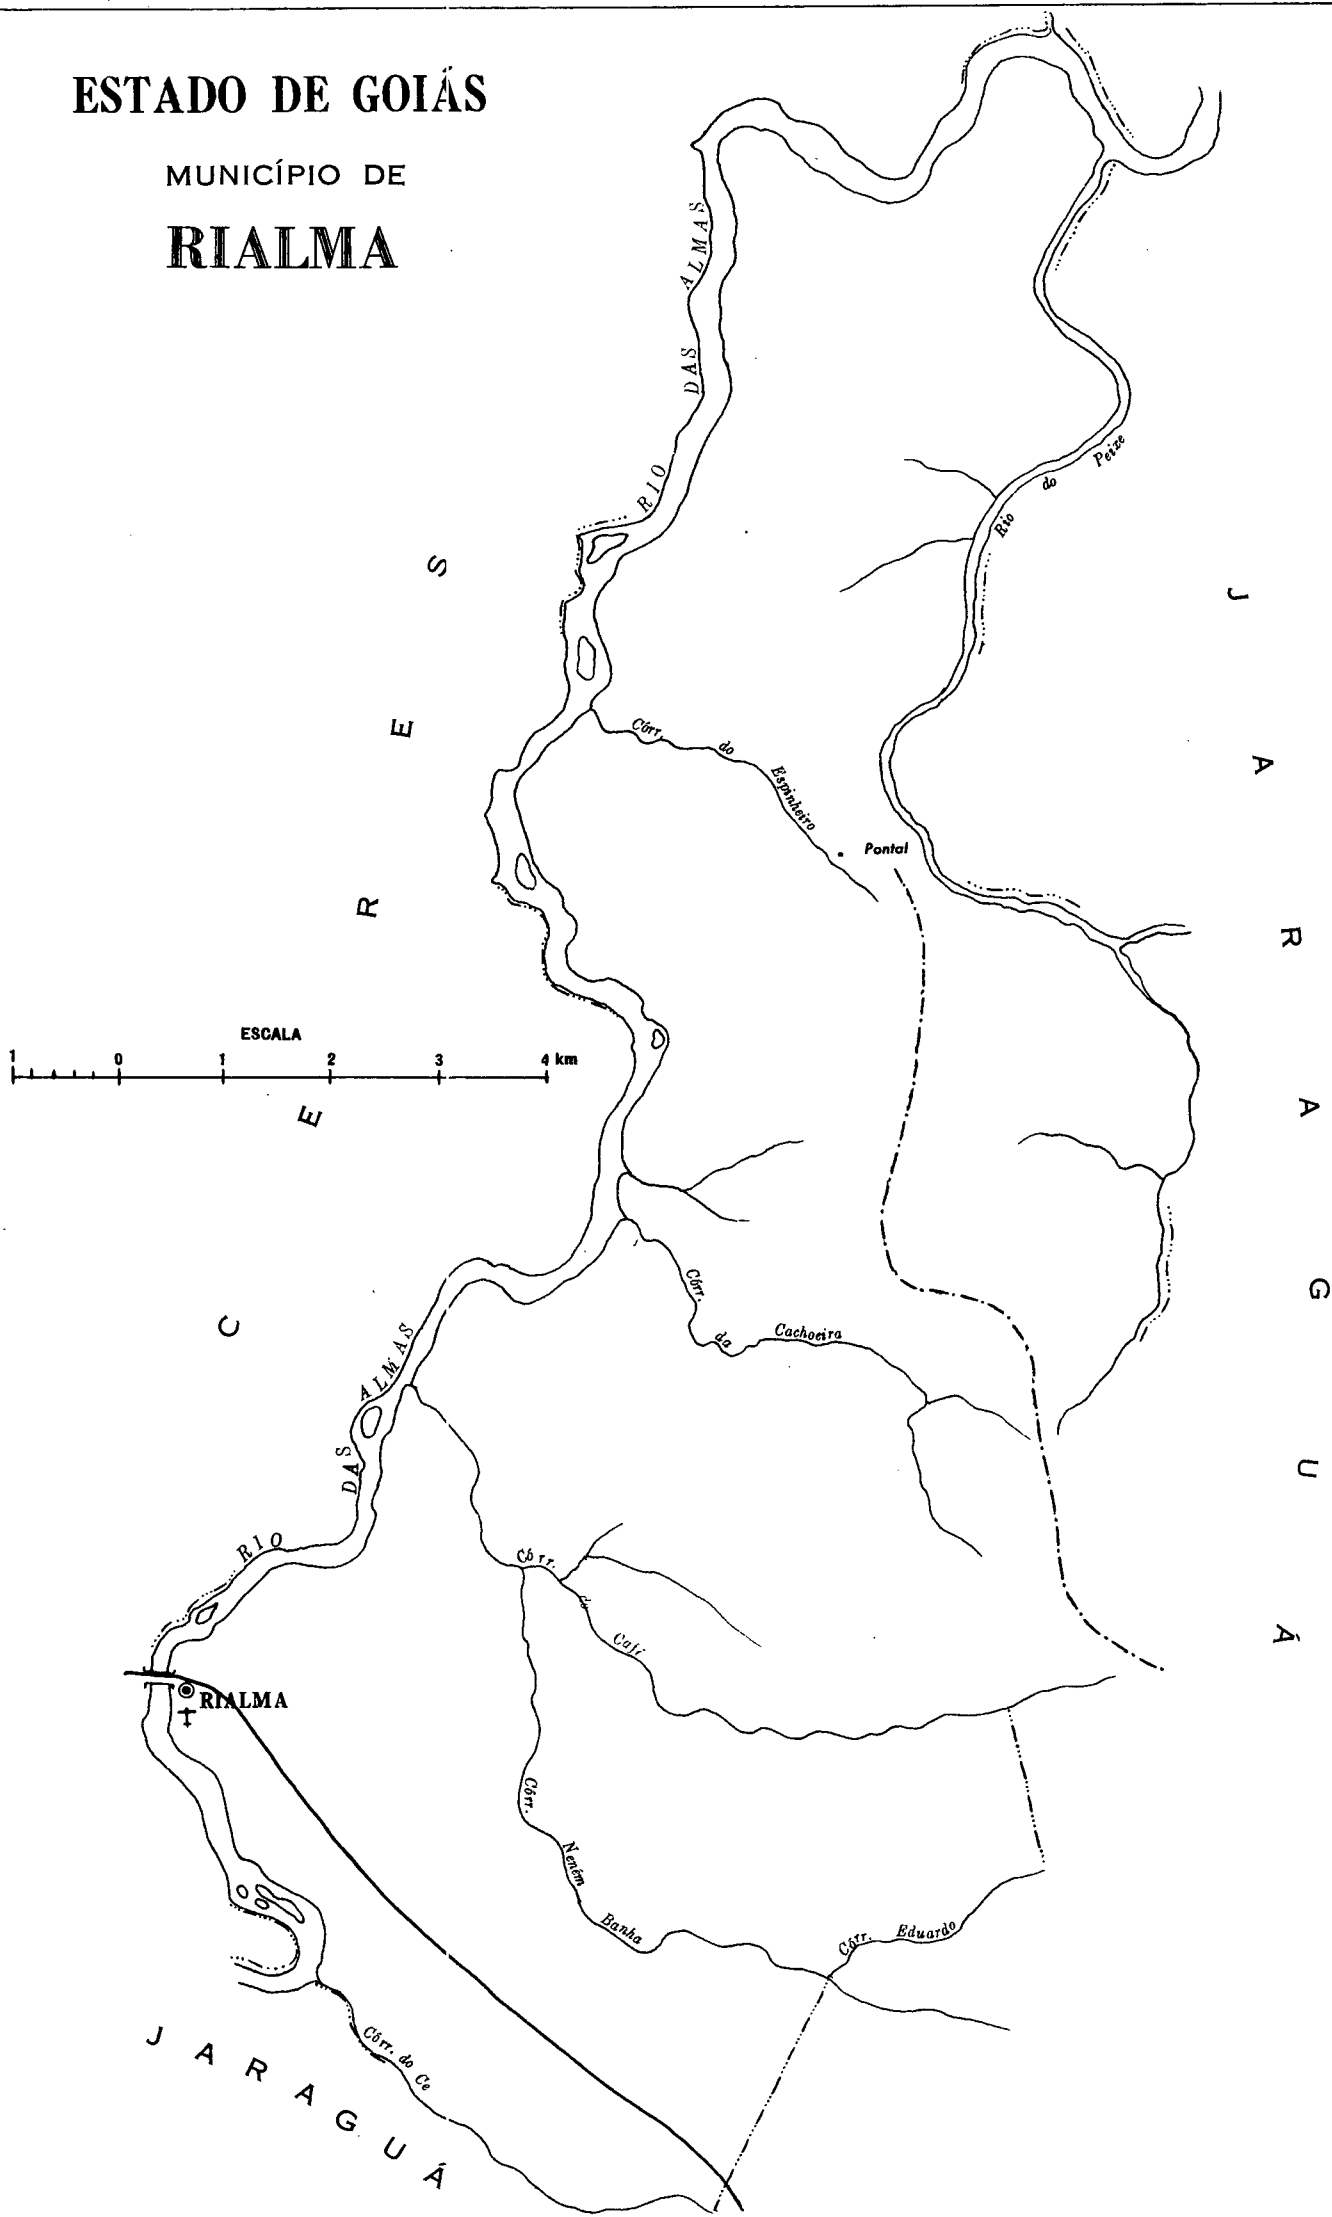 ESTADO DE GOIÁS
MUNICÍPIO DE
RIALMA
RIO DAS ALMAS
Rio do Peixe
CERES
JARAGUÁ
Córr. do Espinheiro
Pontal
ESCALA
1 0 1 2 3 4 km
Córr. da Cachoeira
RIO DAS ALMAS
Córr. do Café
RIALMA
Córr. Neném Banha
Córr. Eduardo
Córr. do Ce
JARAGUÁ